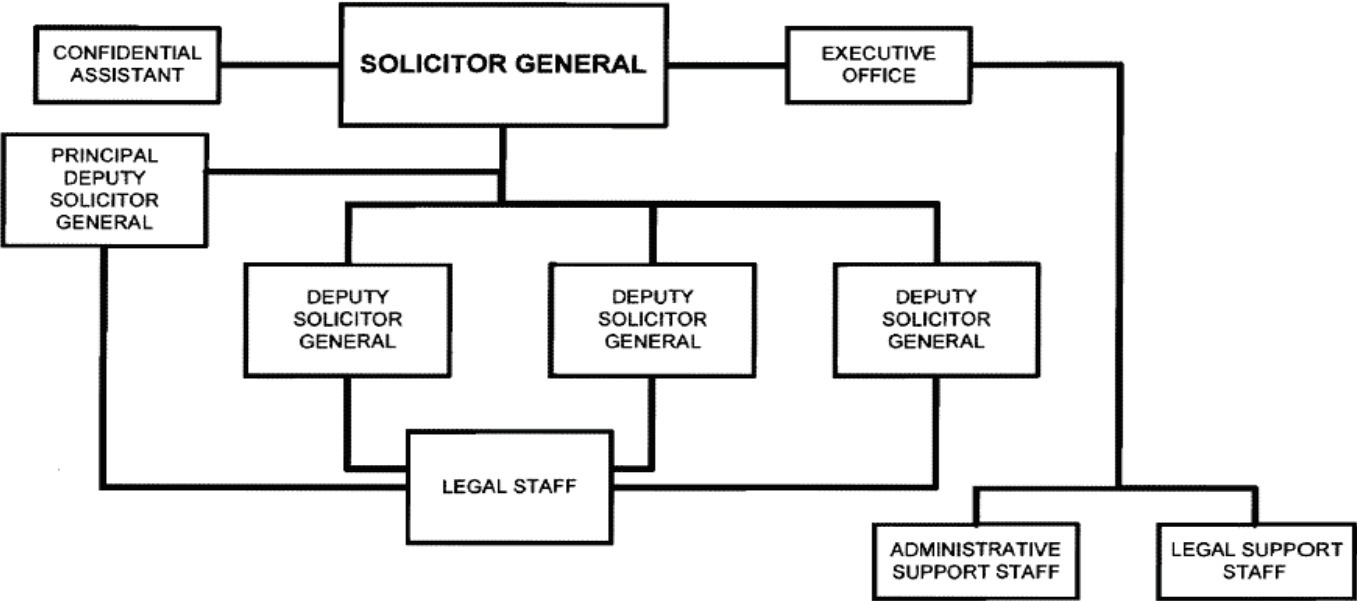 CONFIDENTIAL
ASSISTANT
SOLICITOR GENERAL
EXECUTIVE
OFFICE
PRINCIPAL
DEPUTY
SOLICITOR
GENERAL
DEPUTY
SOLICITOR
GENERAL
DEPUTY
SOLICITOR
GENERAL
DEPUTY
SOLICITOR
GENERAL
LEGAL STAFF
ADMINISTRATIVE
SUPPORT STAFF
LEGAL SUPPORT
STAFF